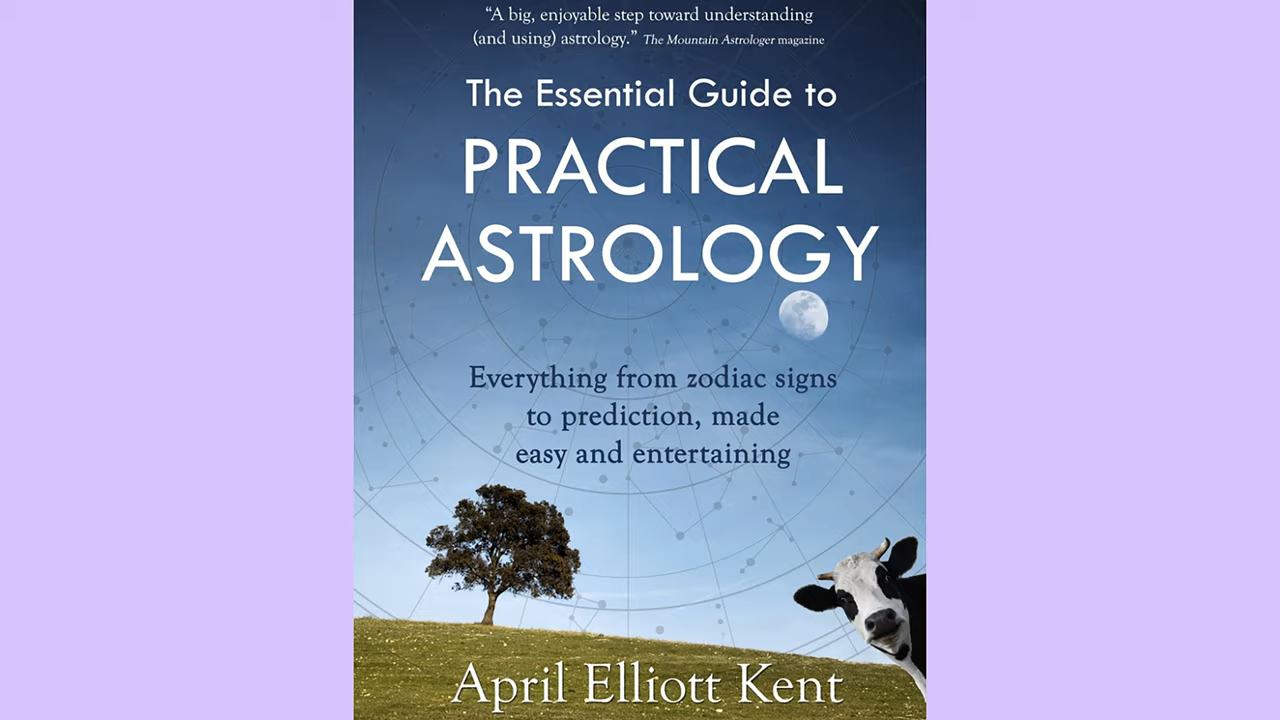 “A big, enjoyable step toward understanding
(and using) astrology.” The Mountain Astrologer magazine
The Essential Guide to
PRACTICAL
ASTROLOGY
Everything from zodiac signs
to prediction, made
easy and entertaining
April Elliott Kent